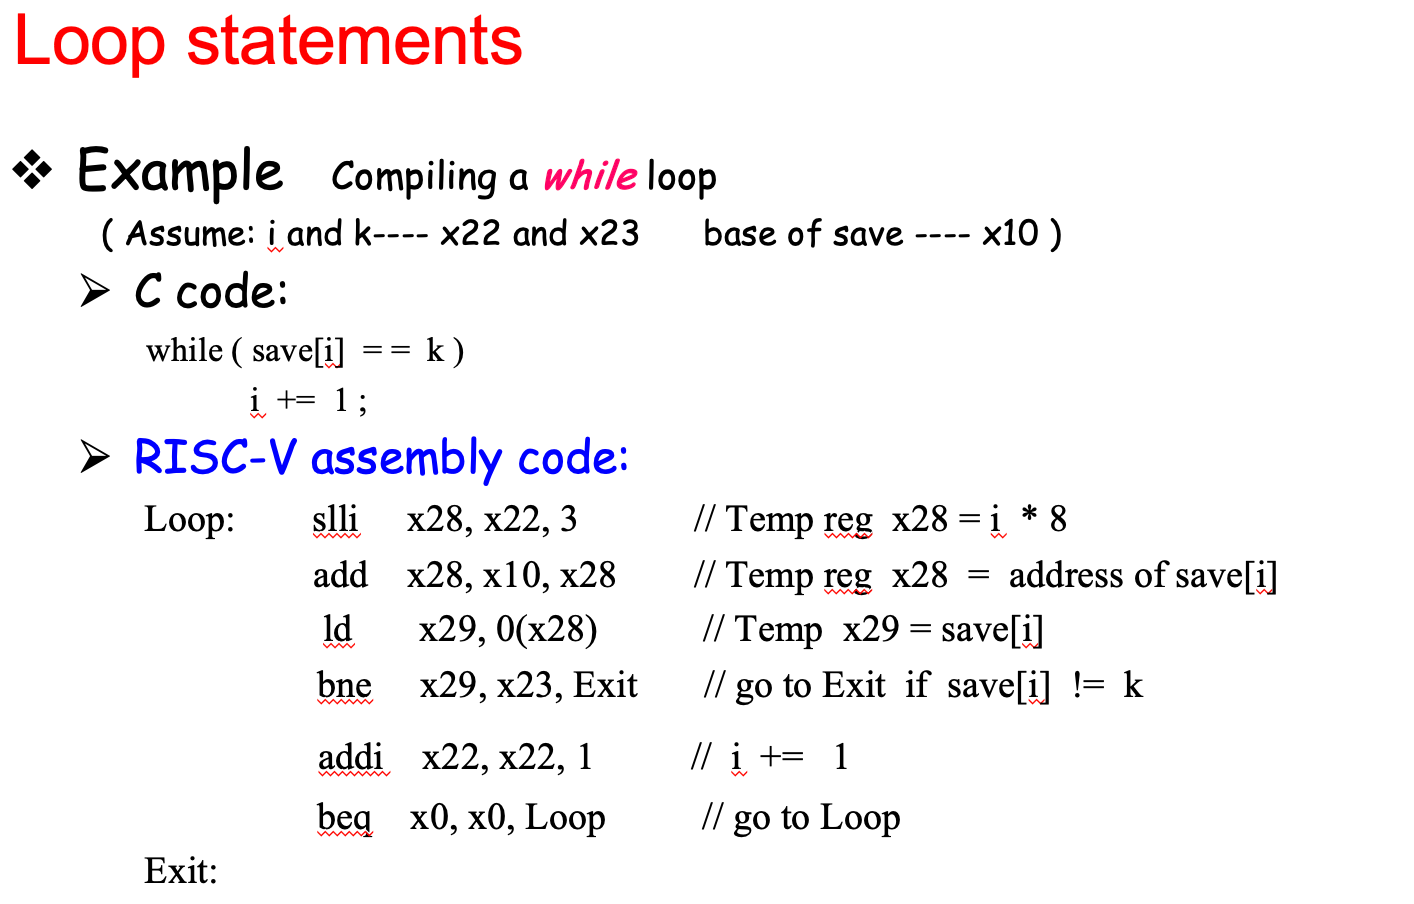 Loop statements
❖ Example Compiling a while loop
( Assume: i and k---- x22 and x23 base of save ---- x10 )
➢ C code:
while ( save[i] = = k )
i += 1 ;
➢ RISC-V assembly code:
Loop: slli x28, x22, 3 // Temp reg x28 = i * 8
add x28, x10, x28 // Temp reg x28 = address of save[i]
ld x29, 0(x28) // Temp x29 = save[i]
bne x29, x23, Exit // go to Exit if save[i] != k
addi x22, x22, 1 // i += 1
beq x0, x0, Loop // go to Loop
Exit: